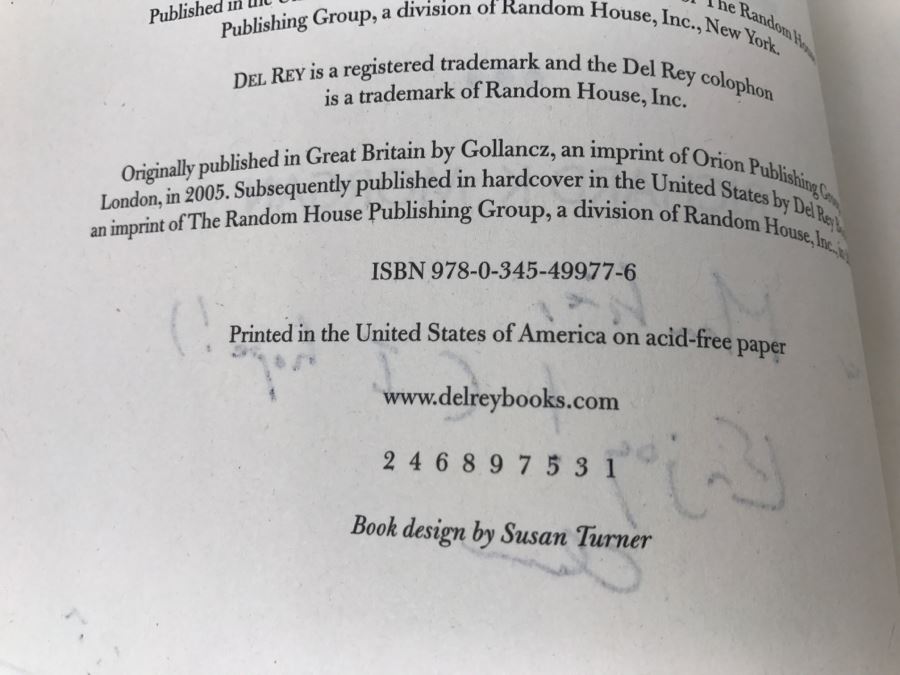 Published in the
The Random
Publishing Group, a division of Random House, Inc., New York.
DEL REY is a registered trademark and the Del Rey colophon
is a trademark of Random House, Inc.
Originally published in Great Britain by Gollancz, an imprint of Orion Publishing
London, in 2005. Subsequently published in hardcover in the United States by Del Rey
an imprint of The Random House Publishing Group, a division of Random House, Inc.,
ISBN 978-0-345-49977-6
Printed in the United States of America on acid-free paper
www.delreybooks.com
2 4 6 8 9 7 5 3 1
Book design by Susan Turner